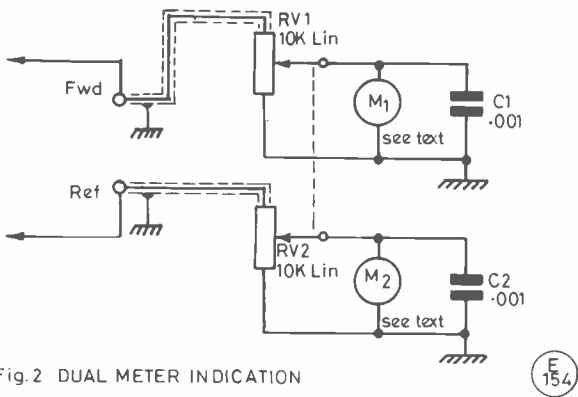 RV1
10K Lin
Fwd
M1
C1
.001
see text
Ref
RV2
10K Lin
M2
C2
.001
see text
Fig.2 DUAL METER INDICATION
E
154